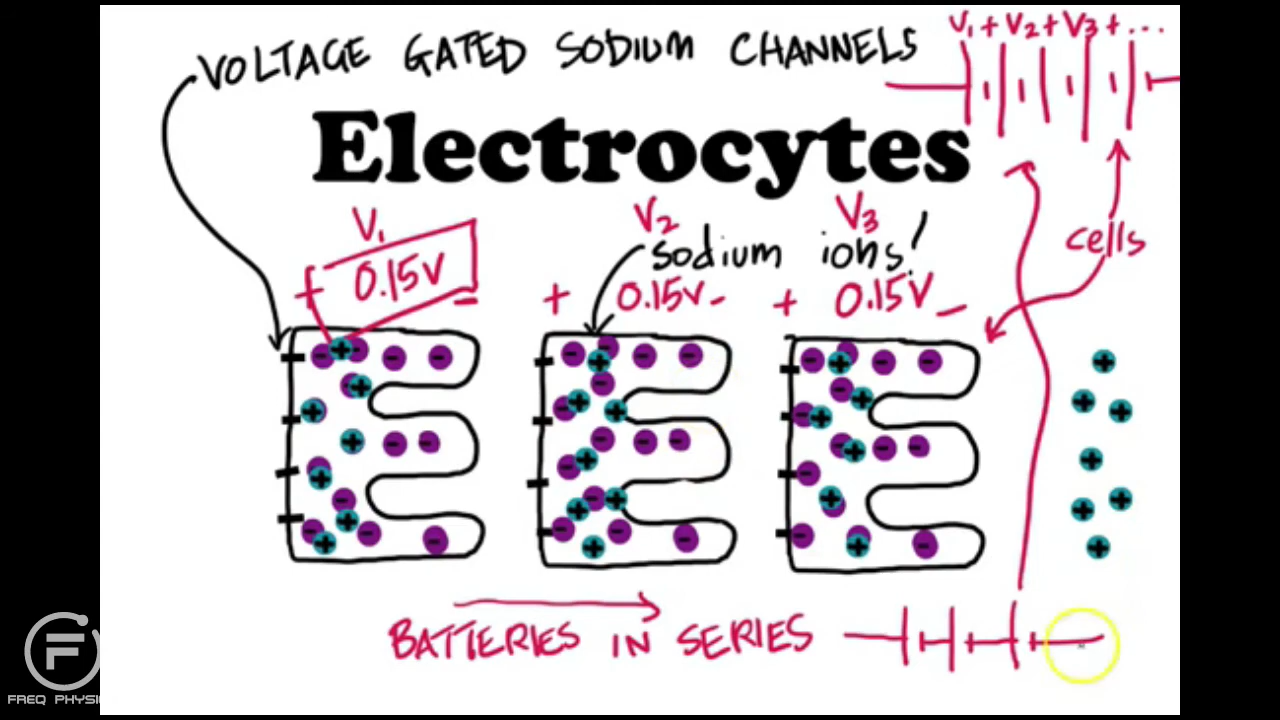 VOLTAGE GATED SODIUM CHANNELS
V1 + V2 + V3 + ...
Electrocytes
V1
V2
V3
sodium ions!
cells
+ 0.15V -
+ 0.15V -
+ 0.15V -
BATTERIES IN SERIES
F
FREQ PHYSI